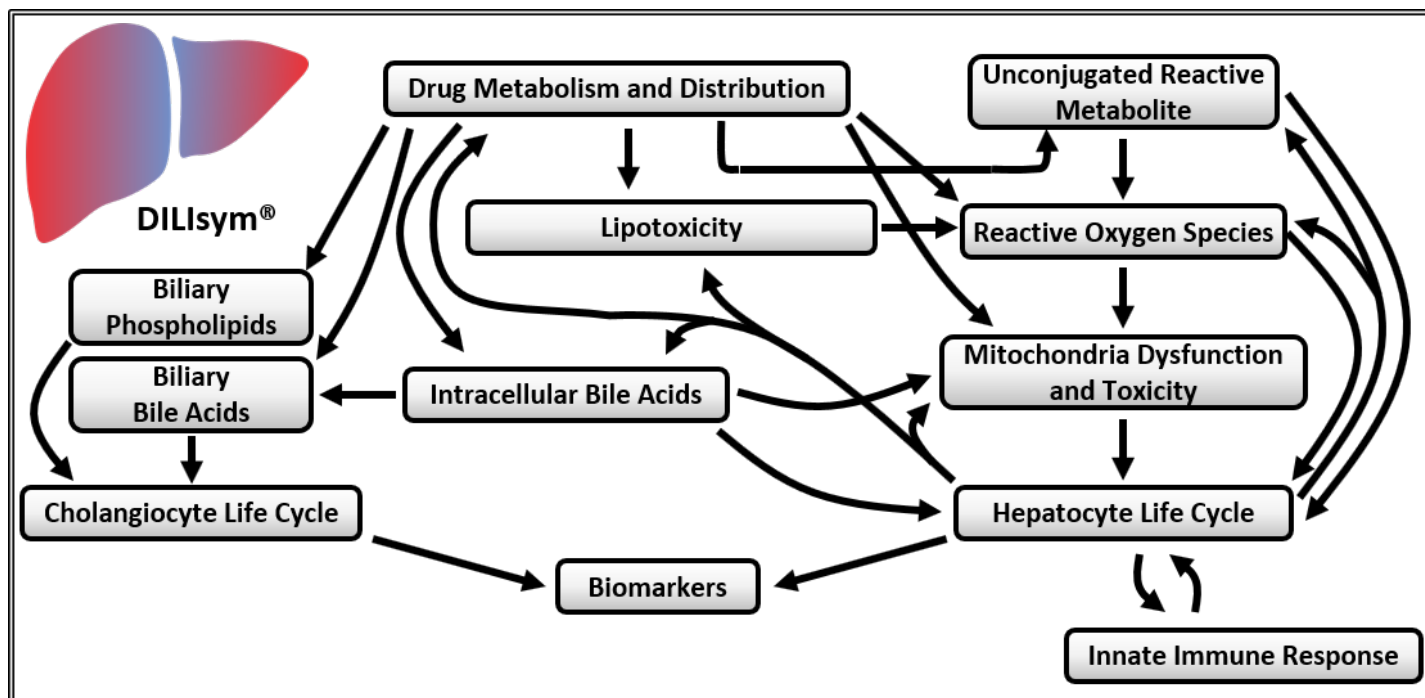 Drug Metabolism and Distribution
Unconjugated Reactive
Metabolite
DILIsym®
Lipotoxicity
Reactive Oxygen Species
Biliary
Phospholipids
Mitochondria Dysfunction
and Toxicity
Biliary
Bile Acids
Intracellular Bile Acids
Cholangiocyte Life Cycle
Hepatocyte Life Cycle
Biomarkers
Innate Immune Response